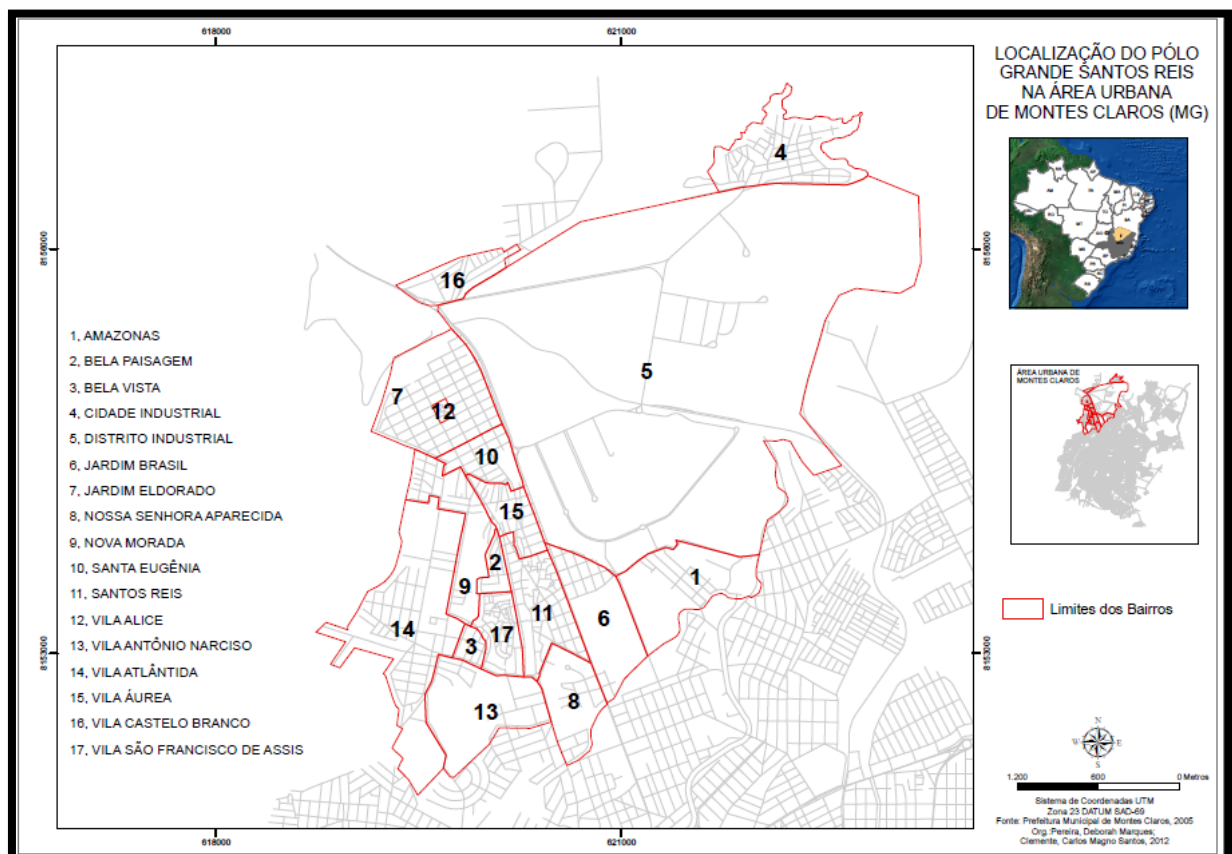 618000
621000
LOCALIZAÇÃO DO PÓLO
GRANDE SANTOS REIS
NA ÁREA URBANA
DE MONTES CLAROS (MG)
8156000
8156000
4
16
5
7
12
10
15
2
9
1
11
6
14
17
3
8
13
1, AMAZONAS
2, BELA PAISAGEM
3, BELA VISTA
4, CIDADE INDUSTRIAL
5, DISTRITO INDUSTRIAL
6, JARDIM BRASIL
7, JARDIM ELDORADO
8, NOSSA SENHORA APARECIDA
9, NOVA MORADA
10, SANTA EUGÊNIA
11, SANTOS REIS
12, VILA ALICE
13, VILA ANTÔNIO NARCISO
14, VILA ATLÂNTIDA
15, VILA ÁUREA
16, VILA CASTELO BRANCO
17, VILA SÃO FRANCISCO DE ASSIS
8153000
8153000
ÁREA URBANA DE
MONTES CLAROS
Limites dos Bairros
N
W E
S
1.200 600 0 Metros
Sistema de Coordenadas UTM
Zona 23 DATUM SAD-69
Fonte: Prefeitura Municipal de Montes Claros, 2005
Org.:Pereira, Deborah Marques;
Clemente, Carlos Magno Santos, 2012
618000
621000